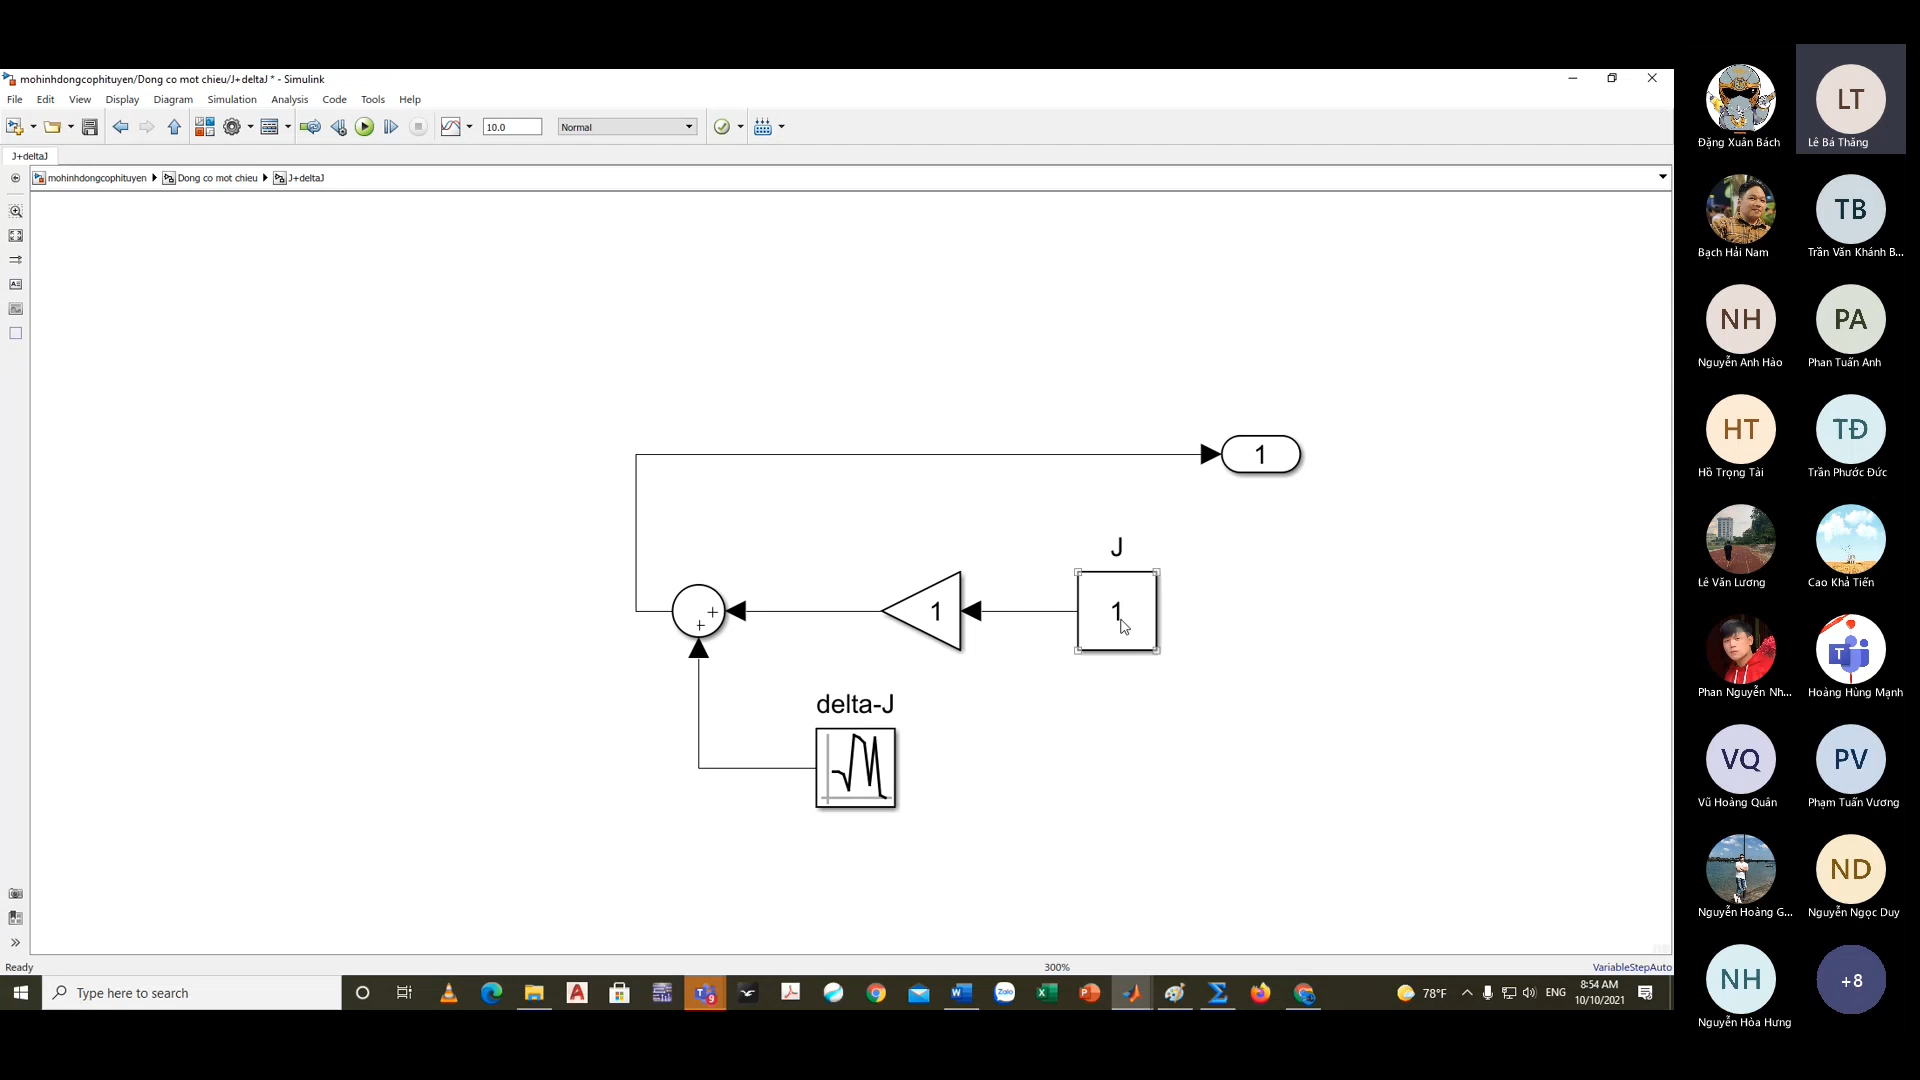 mohinhdongcophituyen/Dong co mot chieu/J+deltaJ * - Simulink
File Edit View Display Diagram Simulation Analysis Code Tools Help
10.0 Normal
J+deltaJ
mohinhdongcophituyen Dong co mot chieu J+deltaJ
1
J
1 1
+
+
delta-J
Ready 300% VariableStepAuto
Type here to search
9
Zalo
78°F ENG 8:54 AM
10/10/2021
LT
Đặng Xuân Bách Lê Bá Thăng
TB
Bạch Hải Nam Trần Văn Khánh B...
NH PA
Nguyễn Anh Hào Phan Tuấn Anh
HT TĐ
Hồ Trọng Tài Trần Phước Đức
Lê Văn Lương Cao Khả Tiến
T
Phan Nguyễn Nh... Hoàng Hùng Mạnh
VQ PV
Vũ Hoàng Quân Phạm Tuấn Vương
ND
Nguyễn Hoàng G... Nguyễn Ngọc Duy
NH +8
Nguyễn Hòa Hưng